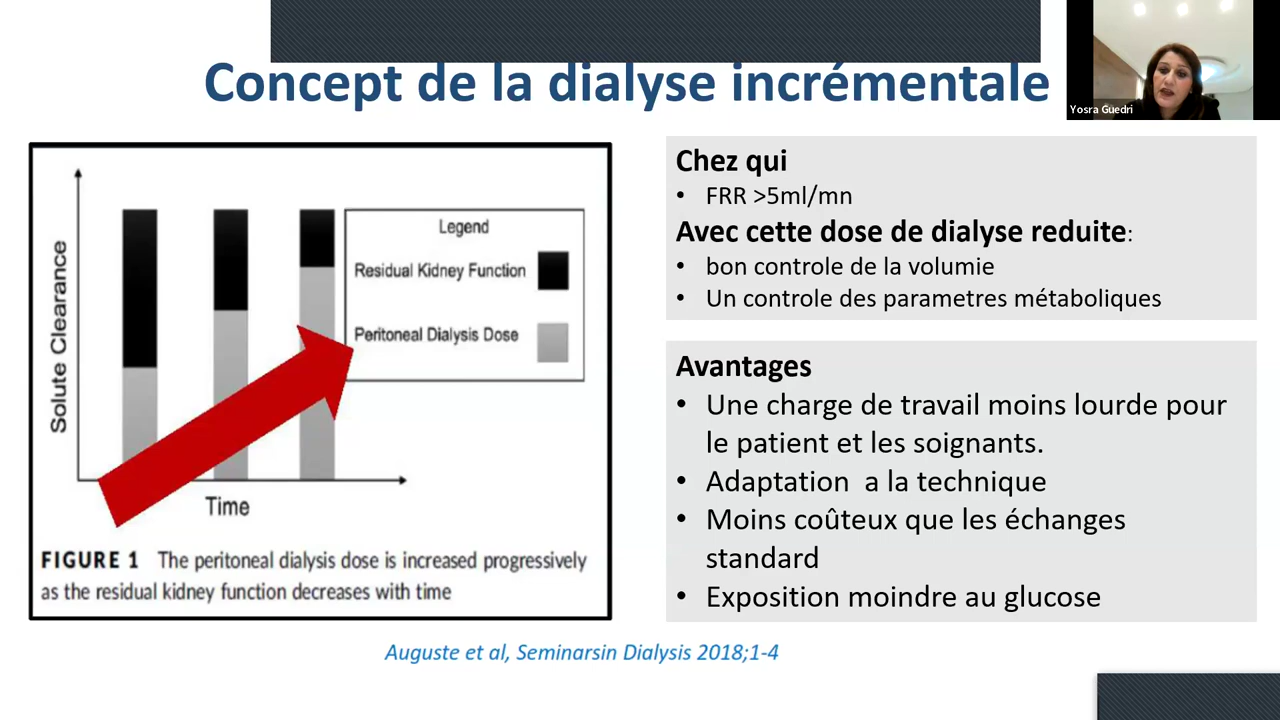 Concept de la dialyse incrémentale
Yosra Guedri
Solute Clearance
Legend
Residual Kidney Function
Peritoneal Dialysis Dose
Time
FIGURE 1 The peritoneal dialysis dose is increased progressively
as the residual kidney function decreases with time
Chez qui
• FRR >5ml/mn
Avec cette dose de dialyse reduite:
• bon controle de la volumie
• Un controle des parametres métaboliques
Avantages
• Une charge de travail moins lourde pour
le patient et les soignants.
• Adaptation a la technique
• Moins coûteux que les échanges
standard
• Exposition moindre au glucose
Auguste et al, Seminarsin Dialysis 2018;1-4